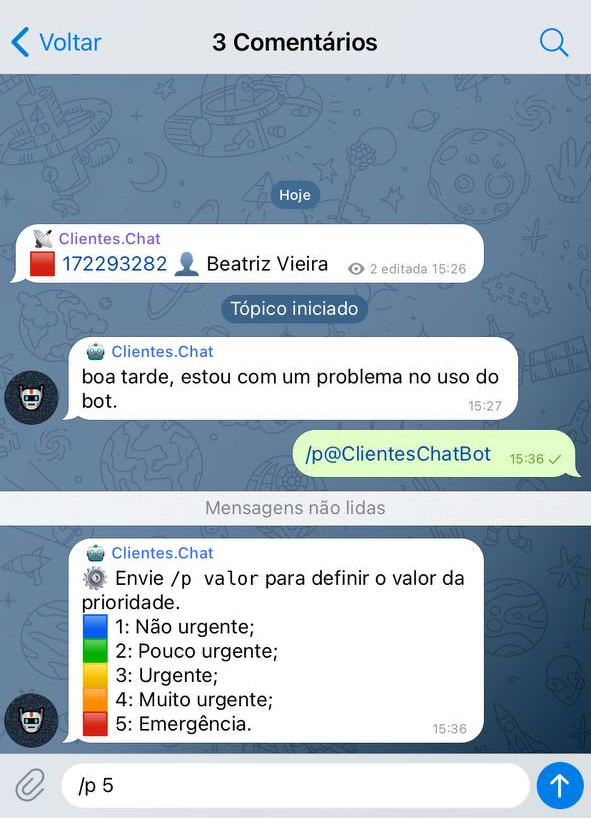 Voltar
3 Comentários
Hoje
Clientes.Chat
172293282 Beatriz Vieira 2 editada 15:26
Tópico iniciado
Clientes.Chat
boa tarde, estou com um problema no uso do
bot.
15:27
/p@ClientesChatBot 15:36
Mensagens não lidas
Clientes.Chat
Envie /p valor para definir o valor da
prioridade.
1: Não urgente;
2: Pouco urgente;
3: Urgente;
4: Muito urgente;
5: Emergência.
15:36
/p 5